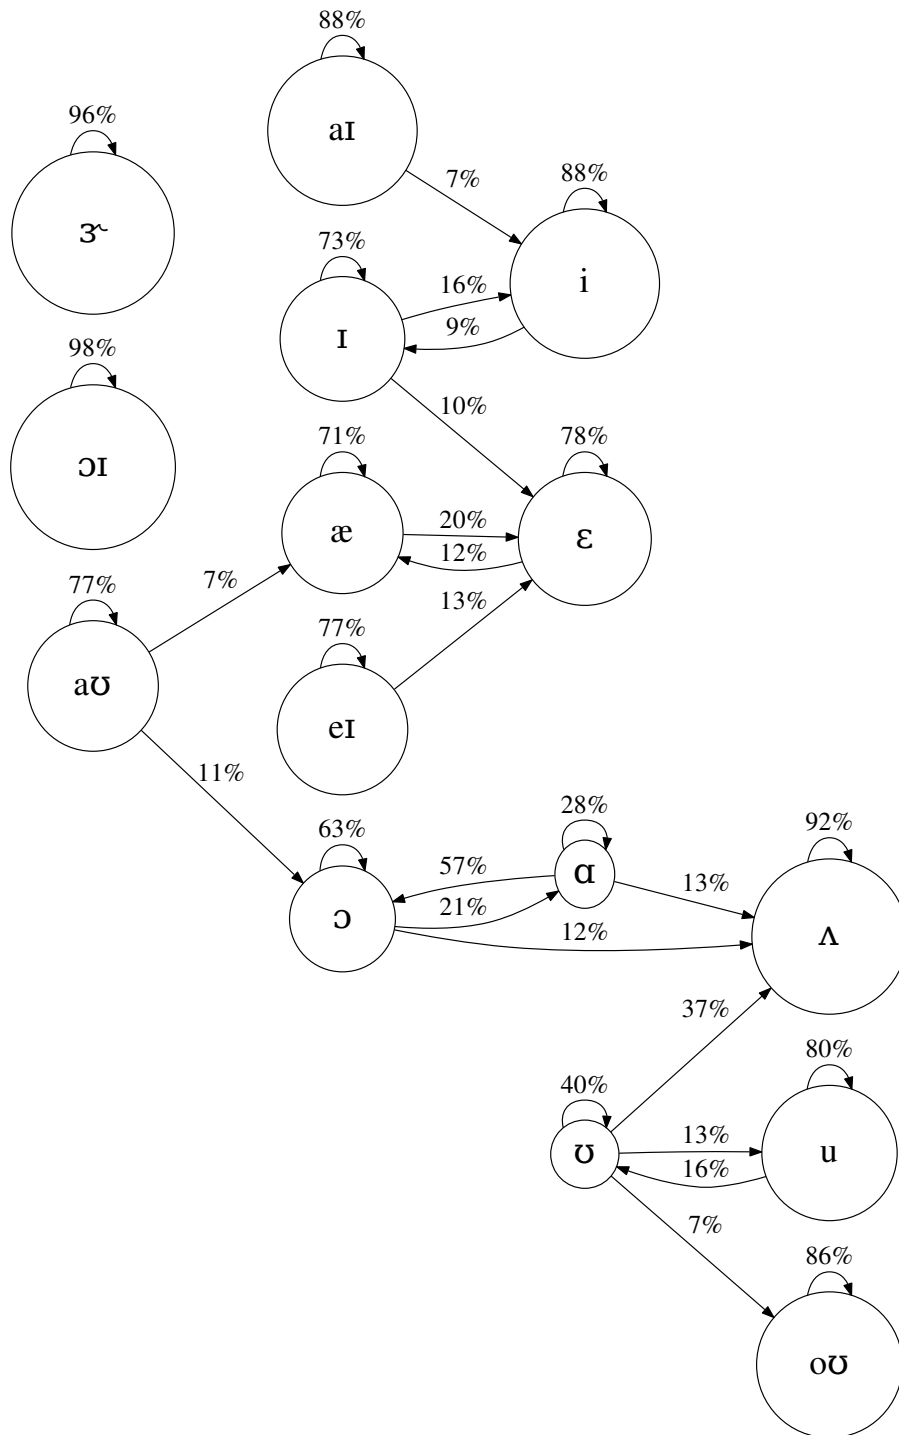 88%
aɪ
96%
ɝ
7%
88%
i
73%
ɪ
16%
9%
98%
ɔɪ
10%
71%
æ
20%
12%
78%
ɛ
77%
aʊ
7%
13%
77%
eɪ
11%
63%
ɔ
57%
21%
28%
ɑ
13%
12%
92%
ʌ
37%
40%
ʊ
13%
16%
80%
u
7%
86%
oʊ